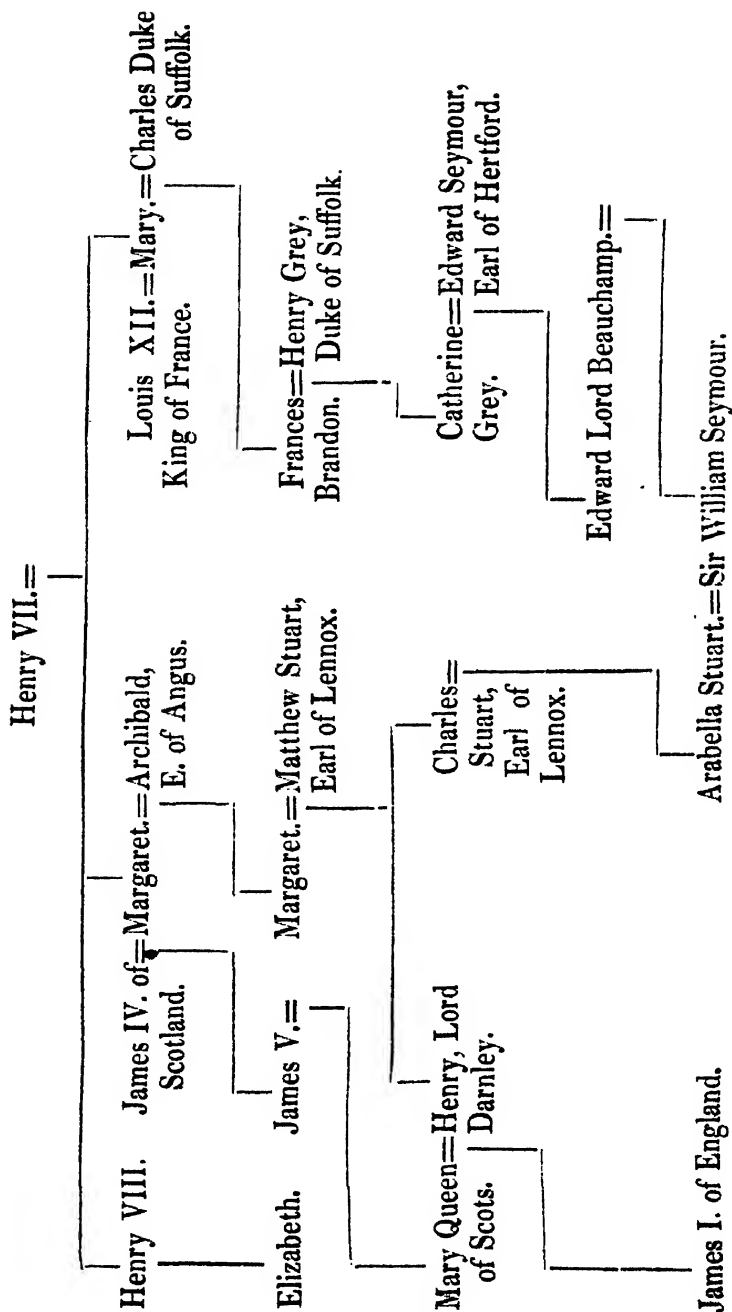 Henry VII.=
Henry VIII. James IV. of=Margaret.=Archibald, Louis XII.=Mary.=Charles Duke
Scotland. E. of Angus. King of France. of Suffolk.
Elizabeth. James V.= Margaret.=Matthew Stuart, Frances=Henry Grey,
Earl of Lennox. Brandon. Duke of Suffolk.
Mary Queen=Henry, Lord Charles= Catherine=Edward Seymour,
of Scots. Darnley. Stuart, Grey. Earl of Hertford.
Earl of
Lennox.
Edward Lord Beauchamp.=
James I. of England. Arabella Stuart.=Sir William Seymour.